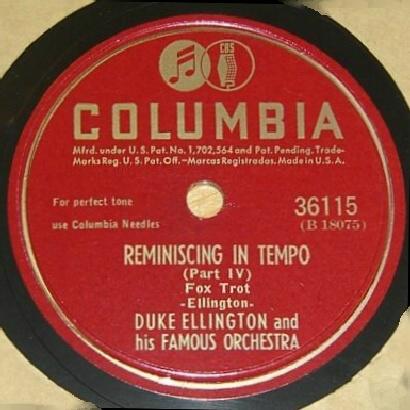 CBS
COLUMBIA
Mfrd. under U.S. Pat. No. 1,702,564 and Pat. Pending. Trade-
Marks Reg. U.S. Pat. Off.–Marcas Registradas. Made in U.S.A.
For perfect tone
use Columbia Needles
36115
(B 18075)
REMINISCING IN TEMPO
(Part IV)
Fox Trot
-Ellington-
DUKE ELLINGTON and
his FAMOUS ORCHESTRA